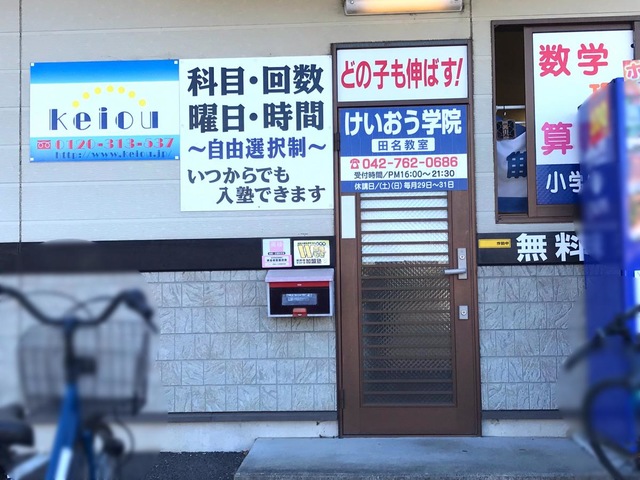 keiou
0120-313-637
http://www.keiou.jp/
科目・回数
曜日・時間
～自由選択制～
いつからでも
入塾できます
どの子も伸ばす!
けいおう学院
田名教室
☎042-762-0686
受付時間/PM16:00～21:30
休講日/(土)(日) 毎月29日～31日
数学
算
小学
無料